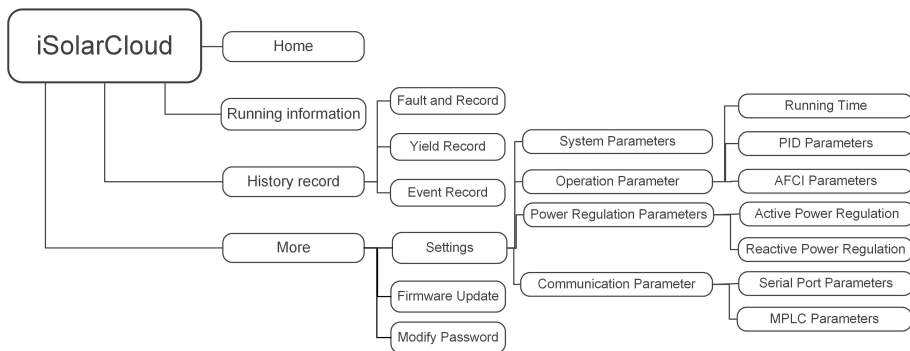 iSolarCloud
Home
Running information
History record
Fault and Record
Yield Record
Event Record
More
Settings
Firmware Update
Modify Password
System Parameters
Operation Parameter
Running Time
PID Parameters
AFCI Parameters
Power Regulation Parameters
Active Power Regulation
Reactive Power Regulation
Communication Parameter
Serial Port Parameters
MPLC Parameters